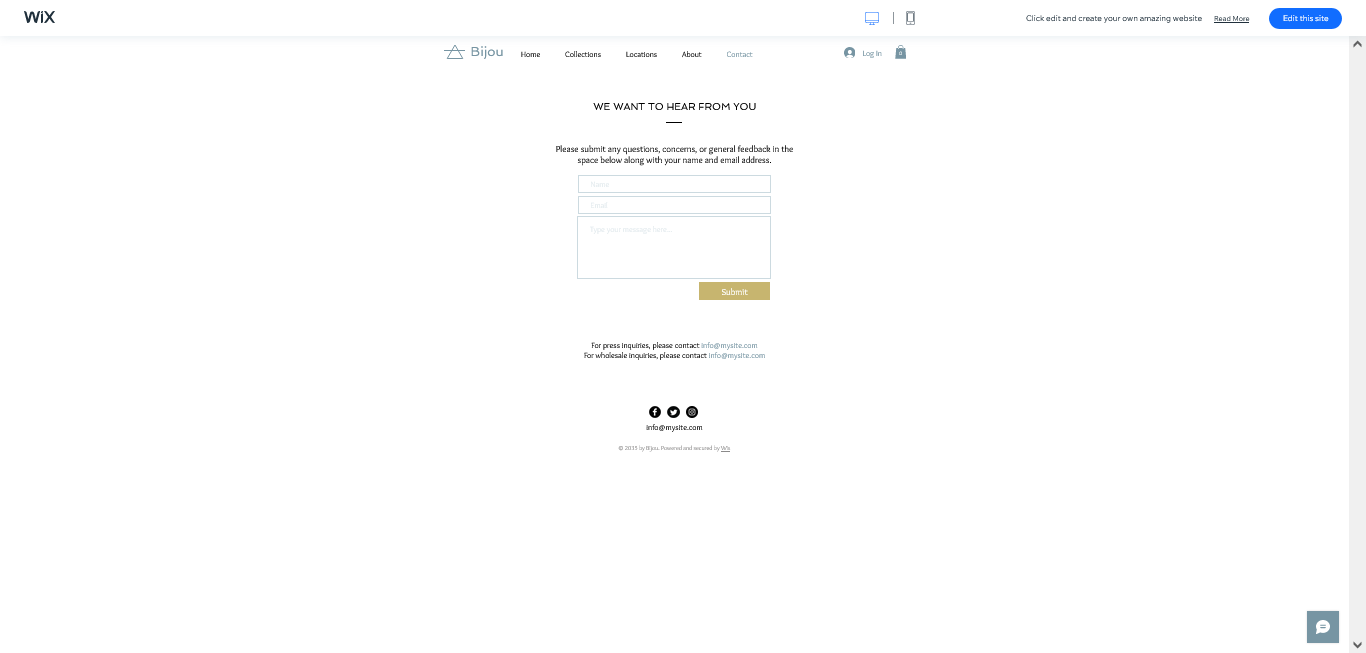 WiX
Click edit and create your own amazing website
Read More
Edit this site
Bijou
Home
Collections
Locations
About
Contact
Log In
0
WE WANT TO HEAR FROM YOU
Please submit any questions, concerns, or general feedback in the
space below along with your name and email address.
Name
Email
Type your message here...
Submit
For press inquiries, please contact info@mysite.com
For wholesale inquiries, please contact info@mysite.com
info@mysite.com
© 2035 by Bijou. Powered and secured by Wix